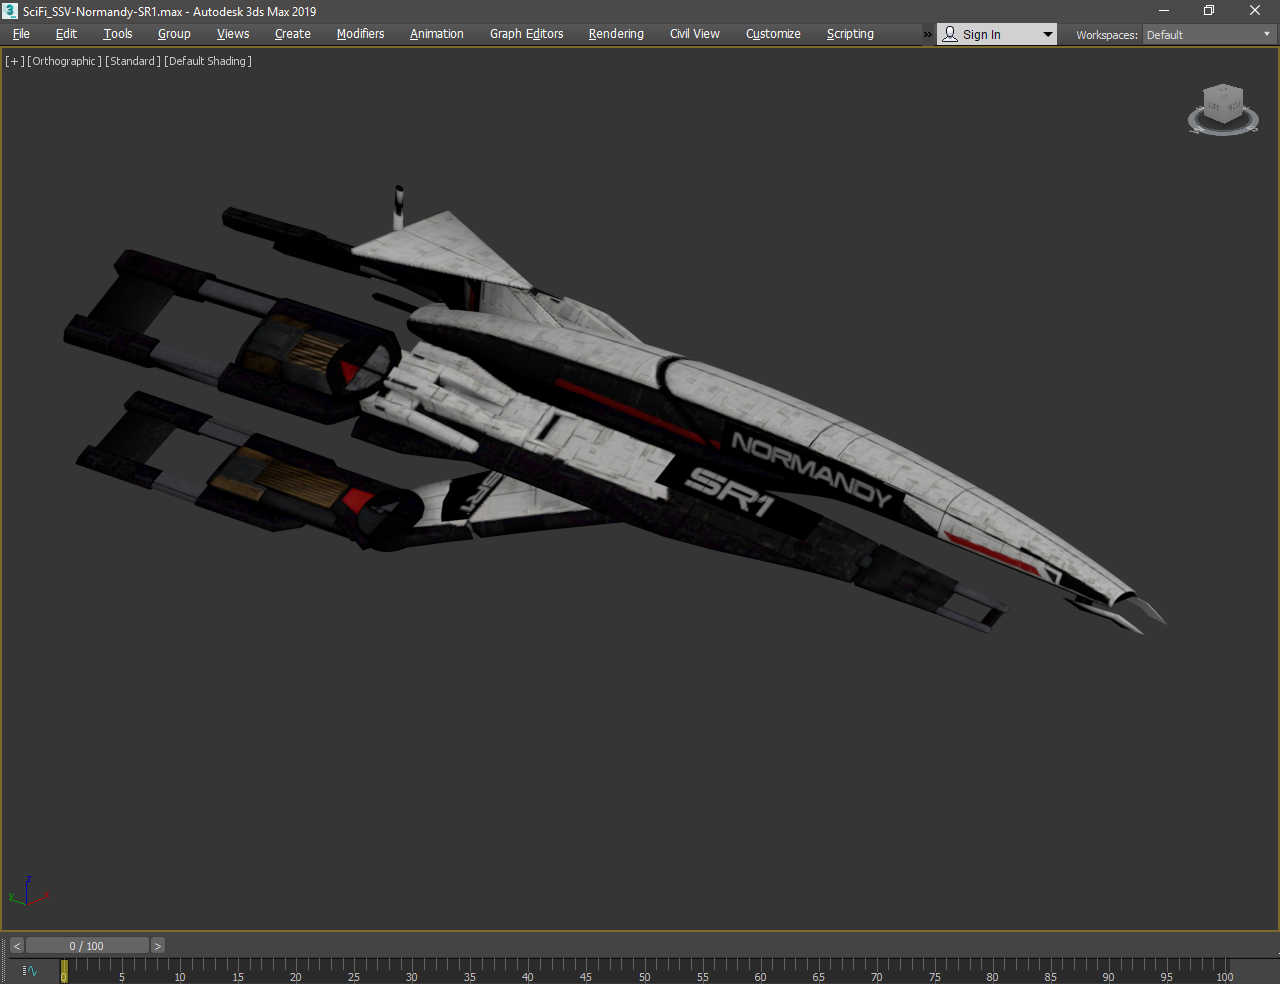 SciFi_SSV-Normandy-SR1.max - Autodesk 3ds Max 2019
File Edit Tools Group Views Create Modifiers Animation Graph Editors Rendering Civil View Customize Scripting » Sign In Workspaces: Default
[+] [Orthographic] [Standard] [Default Shading]
NORMANDY
SR1
z
y
x
< 0 / 100 >
0 5 10 15 20 25 30 35 40 45 50 55 60 65 70 75 80 85 90 95 100